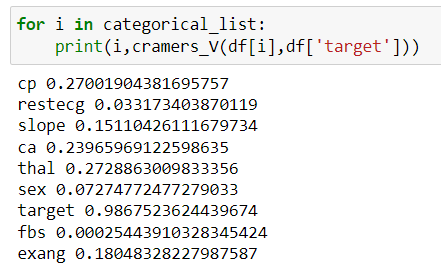 for i in categorical_list:
    print(i,cramers_V(df[i],df['target']))
cp 0.27001904381695757
restecg 0.033173403870119
slope 0.15110426111679734
ca 0.23965969122598635
thal 0.2728863009833356
sex 0.07274772477279033
target 0.9867523624439674
fbs 0.00025443910328345424
exang 0.18048328227987587